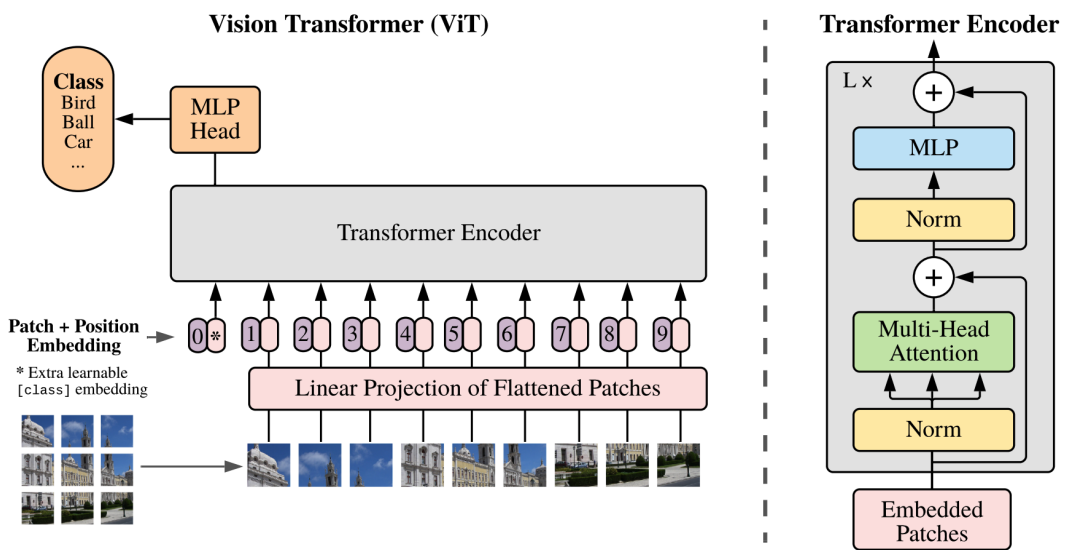 Vision Transformer (ViT)
Class
Bird
Ball
Car
...
MLP
Head
Transformer Encoder
Patch + Position
Embedding
* Extra learnable
[class] embedding
0 * 1 2 3 4 5 6 7 8 9
Linear Projection of Flattened Patches
Transformer Encoder
L x
+
MLP
Norm
+
Multi-Head
Attention
Norm
Embedded
Patches